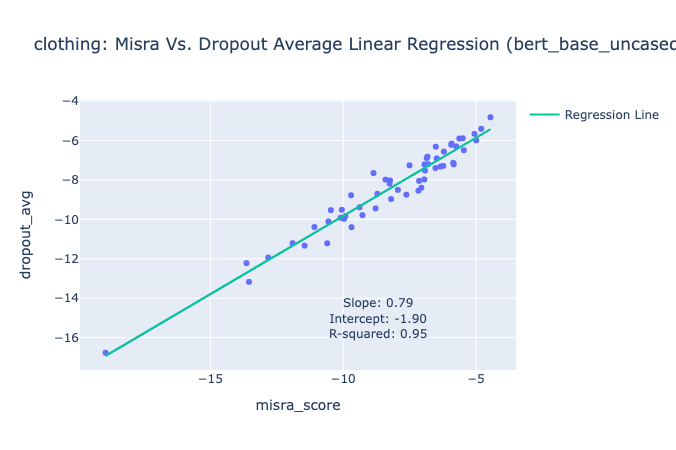 clothing: Misra Vs. Dropout Average Linear Regression (bert_base_uncased
Regression Line
dropout_avg
−4
−6
−8
−10
−12
−14
−16
Slope: 0.79
Intercept: -1.90
R-squared: 0.95
−15
−10
−5
misra_score